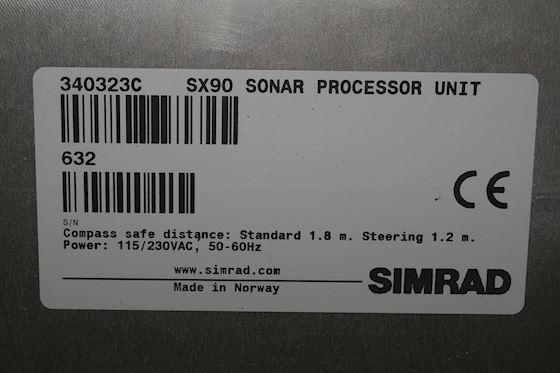 340323C SX90 SONAR PROCESSOR UNIT
632
CE
S/N
Compass safe distance: Standard 1.8 m. Steering 1.2 m.
Power: 115/230VAC, 50-60Hz
www.simrad.com
Made in Norway
SIMRAD